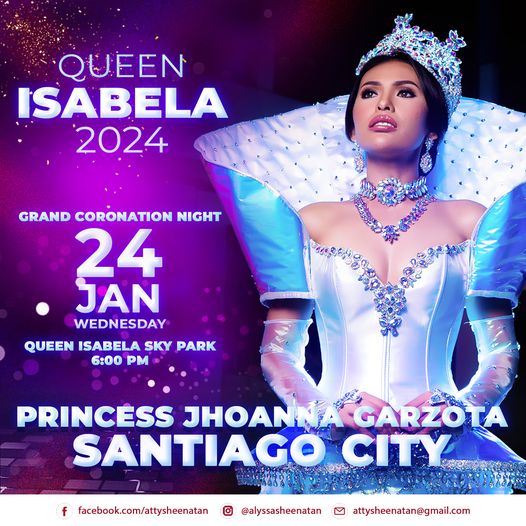 QUEEN
ISABELA
2024
GRAND CORONATION NIGHT
24
JAN
WEDNESDAY
QUEEN ISABELA SKY PARK
6:00 PM
PRINCESS JHOANNA GARZOTA
SANTIAGO CITY
facebook.com/attysheenatan @alyssasheenatan attysheenatan@gmail.com